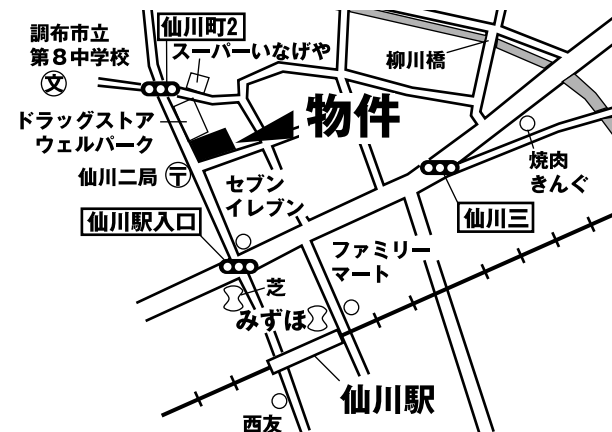 仙川町2
調布市立
第8中学校
スーパーいなげや
文
柳川橋
ドラッグストア
ウェルパーク
物件
仙川二局
〒
セブン
イレブン
焼肉
きんぐ
仙川駅入口
仙川三
ファミリー
マート
芝
みずほ
仙川駅
西友